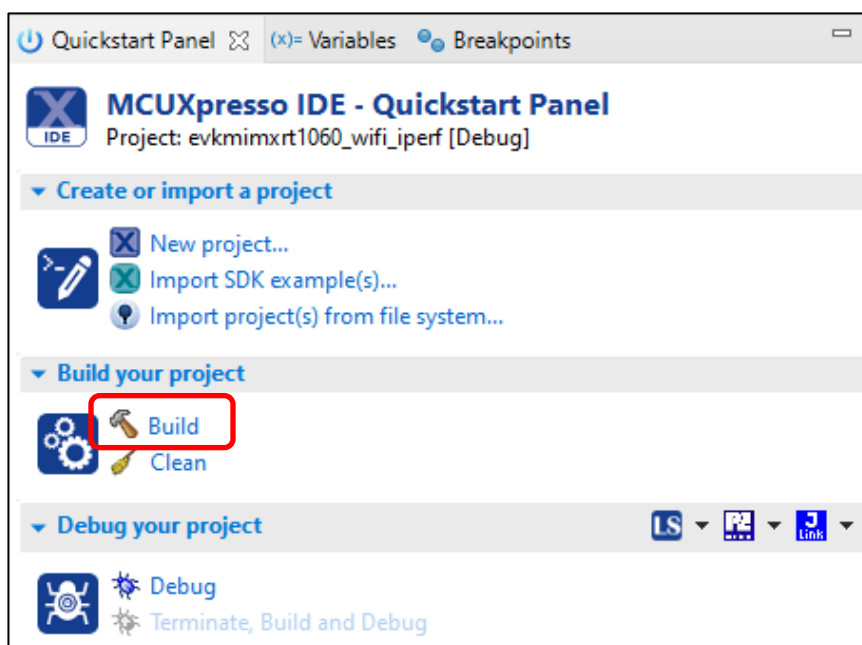 Quickstart Panel (x)= Variables Breakpoints
X
IDE
MCUXpresso IDE - Quickstart Panel
Project: evkmimxrt1060_wifi_iperf [Debug]
Create or import a project
New project...
Import SDK example(s)...
Import project(s) from file system...
Build your project
Build
Clean
Debug your project
LS PE J Link
Debug
Terminate, Build and Debug